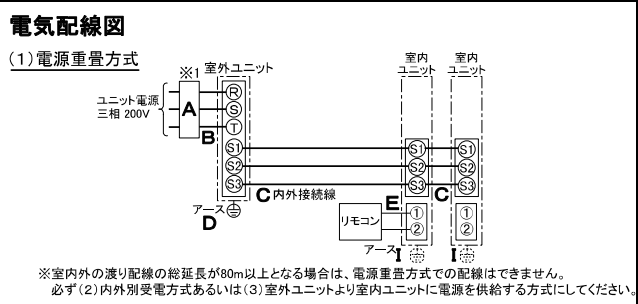 電気配線図
(1)電源重畳方式
※1
室外ユニット
室内
ユニット
室内
ユニット
ユニット電源
三相 200V
A
B
R
S
T
S1
S2
S3
S1
S2
S3
S1
S2
S3
C 内外接続線
C
アース
D
E
リモコン
①
②
①
②
アース I
I
※室内外の渡り配線の総延長が80m以上となる場合は、電源重畳方式での配線はできません。
必ず(2)内外別受電方式あるいは(3)室外ユニットより室内ユニットに電源を供給する方式にしてください。